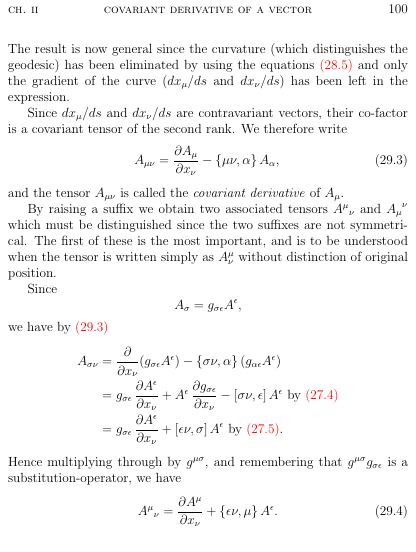 CH. II COVARIANT DERIVATIVE OF A VECTOR 100
The result is now general since the curvature (which distinguishes the
geodesic) has been eliminated by using the equations (28.5) and only
the gradient of the curve (dx_μ/ds and dx_ν/ds) has been left in the
expression.
Since dx_μ/ds and dx_ν/ds are contravariant vectors, their co-factor
is a covariant tensor of the second rank. We therefore write
A_{μν} = ∂A_μ/∂x_ν − {μν, α} A_α, (29.3)
and the tensor A_{μν} is called the covariant derivative of A_μ.
By raising a suffix we obtain two associated tensors A^μ_ν and A_μ^ν
which must be distinguished since the two suffixes are not symmetri-
cal. The first of these is the most important, and is to be understood
when the tensor is written simply as A^μ_ν without distinction of original
position.
Since
A_σ = g_{σϵ}A^ϵ,
we have by (29.3)
A_{σν} = ∂/∂x_ν (g_{σϵ}A^ϵ) − {σν, α} (g_{αϵ}A^ϵ)
= g_{σϵ} ∂A^ϵ/∂x_ν + A^ϵ ∂g_{σϵ}/∂x_ν − [σν, ϵ] A^ϵ by (27.4)
= g_{σϵ} ∂A^ϵ/∂x_ν + [ϵν, σ] A^ϵ by (27.5).
Hence multiplying through by g^{μσ}, and remembering that g^{μσ}g_{σϵ} is a
substitution-operator, we have
A^μ_ν = ∂A^μ/∂x_ν + {ϵν, μ} A^ϵ. (29.4)